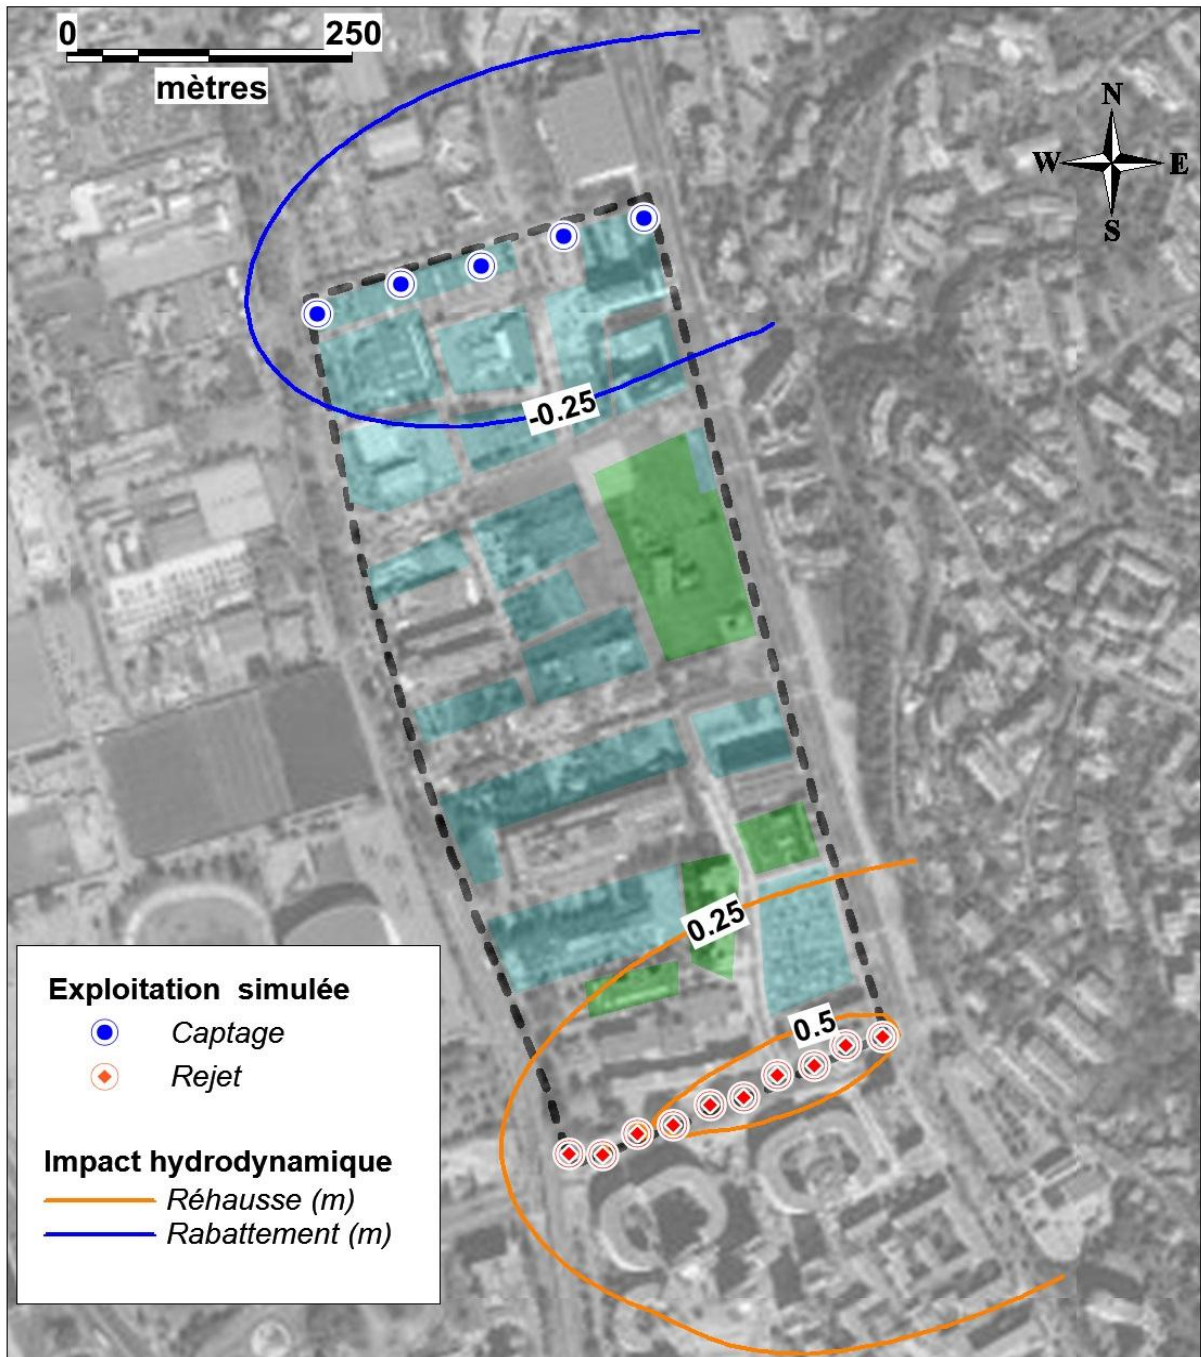 0 250
mètres
N
W E
S
-0.25
0.25
0.5
Exploitation simulée
Captage
Rejet
Impact hydrodynamique
Réhausse (m)
Rabattement (m)